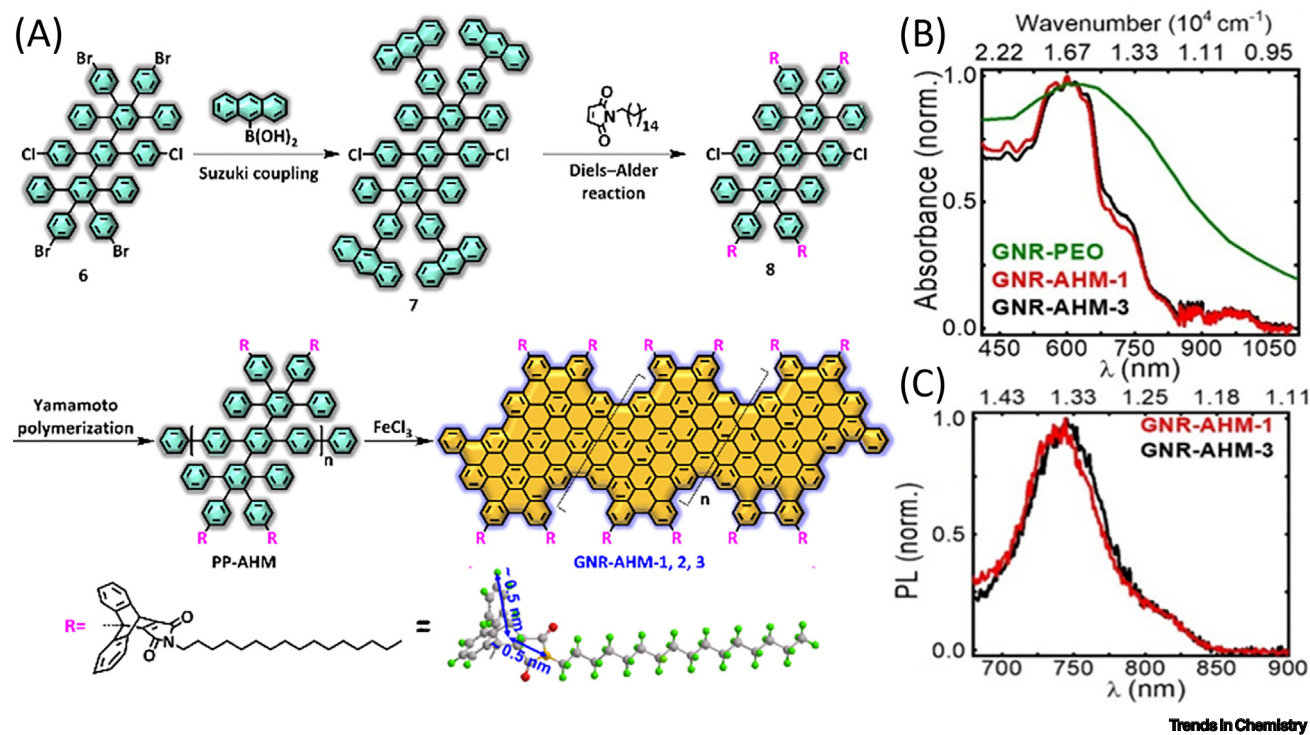 (A)
Br
Br
B(OH)₂
Cl
Cl
Suzuki coupling
Br
Br
6
Cl
Cl
7
O
N
O
14
Diels–Alder
reaction
R
R
Cl
Cl
R
R
8
Yamamoto
polymerization
R
R
n
R
R
PP-AHM
FeCl₃
R
R
R
R
R
R
n
R
R
R
R
R
R
GNR-AHM-1, 2, 3
R=
O
N
O
=
~ 0.5 nm
~ 0.5 nm
(B)
Wavenumber (10⁴ cm⁻¹)
2.22 1.67 1.33 1.11 0.95
Absorbance (norm.)
1.0
0.5
0.0
GNR-PEO
GNR-AHM-1
GNR-AHM-3
450 600 750 900 1050
λ (nm)
(C)
1.43 1.33 1.25 1.18 1.11
PL (norm.)
1.0
0.5
0.0
GNR-AHM-1
GNR-AHM-3
700 750 800 850 900
λ (nm)
Trends in Chemistry